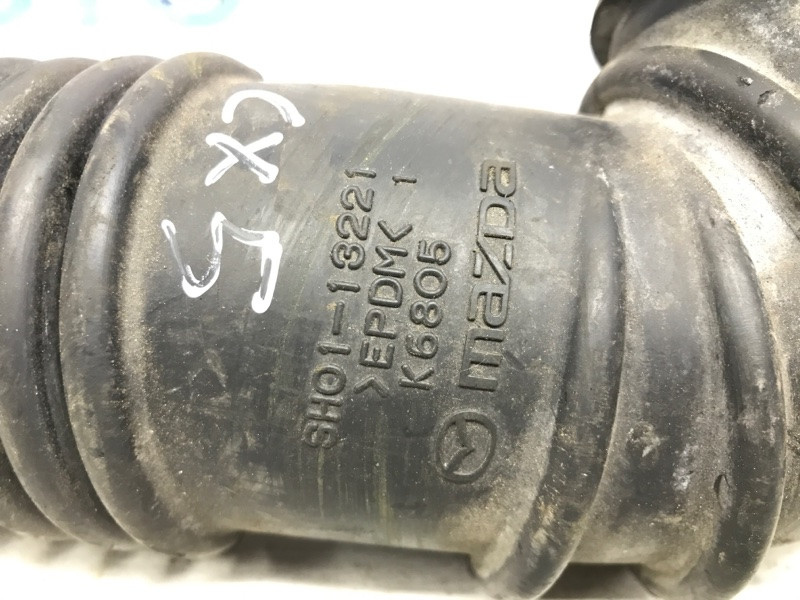 CX
5
SH01-13221
>EPDM< 1
K6805
mazda